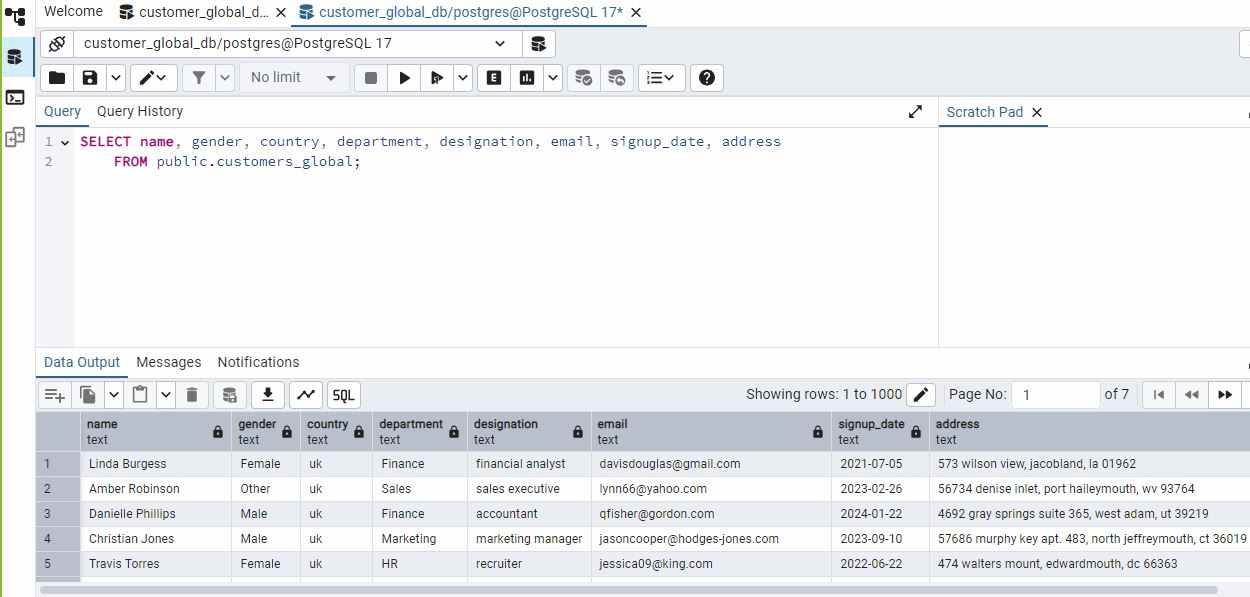 Welcome customer_global_d... customer_global_db/postgres@PostgreSQL 17*
customer_global_db/postgres@PostgreSQL 17
No limit E
Query Query History Scratch Pad
1 SELECT name, gender, country, department, designation, email, signup_date, address
2 FROM public.customers_global;
Data Output Messages Notifications
SQL Showing rows: 1 to 1000 Page No: 1 of 7
name gender country department designation email signup_date address
text text text text text text text text
1 Linda Burgess Female uk Finance financial analyst davisdouglas@gmail.com 2021-07-05 573 wilson view, jacobland, la 01962
2 Amber Robinson Other uk Sales sales executive lynn66@yahoo.com 2023-02-26 56734 denise inlet, port haileymouth, wv 93764
3 Danielle Phillips Male uk Finance accountant qfisher@gordon.com 2024-01-22 4692 gray springs suite 365, west adam, ut 39219
4 Christian Jones Male uk Marketing marketing manager jasoncooper@hodges-jones.com 2023-09-10 57686 murphy key apt. 483, north jeffreymouth, ct 36019
5 Travis Torres Female uk HR recruiter jessica09@king.com 2022-06-22 474 walters mount, edwardmouth, dc 66363